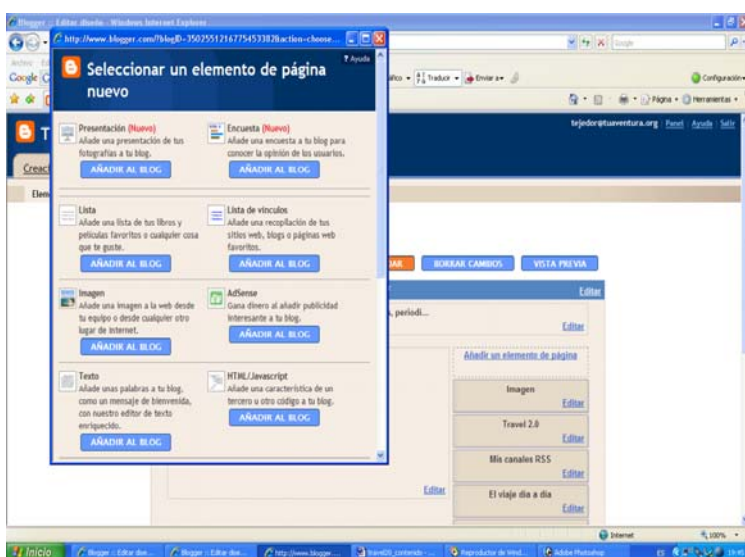 Blogger :: Editar diseño - Windows Internet Explorer
http://www.blogger.com/?blogID=3502551216775453382&action=choose...
Seleccionar un elemento de página
nuevo
? Ayuda
Presentación (Nuevo)
Añade una presentación de tus
fotografías a tu blog.
AÑADIR AL BLOG
Encuesta (Nuevo)
Añade una encuesta a tu blog para
conocer la opinión de los usuarios.
AÑADIR AL BLOG
Lista
Añade una lista de tus libros y
películas favoritos o cualquier cosa
que te guste.
AÑADIR AL BLOG
Lista de vínculos
Añade una recopilación de tus
sitios web, blogs o páginas web
favoritos.
AÑADIR AL BLOG
Imagen
Añade una imagen a la web desde
tu equipo o desde cualquier otro
lugar de Internet.
AÑADIR AL BLOG
AdSense
Gana dinero al añadir publicidad
interesante a tu blog.
AÑADIR AL BLOG
Texto
Añade unas palabras a tu blog,
como un mensaje de bienvenida,
con nuestro editor de texto
enriquecido.
AÑADIR AL BLOG
HTML/Javascript
Añade una característica de un
tercero u otro código a tu blog.
AÑADIR AL BLOG
Google
Traducir
Enviar a
Configuración
Página Herramientas
tejedor@tuaventura.org Panel Ayuda Salir
BORRAR CAMBIOS VISTA PREVIA
Editar
, periodi...
Editar
Añadir un elemento de página
Imagen
Editar
Travel 2.0
Editar
Mis canales RSS
Editar
El viaje día a día
Editar
Editar
Internet 100%
Inicio Blogger :: Editar dise... Blogger :: Editar dise... http://www.blogger.... travel20_contenido - ... Reproductor de Wind... Adobe Photoshop ES